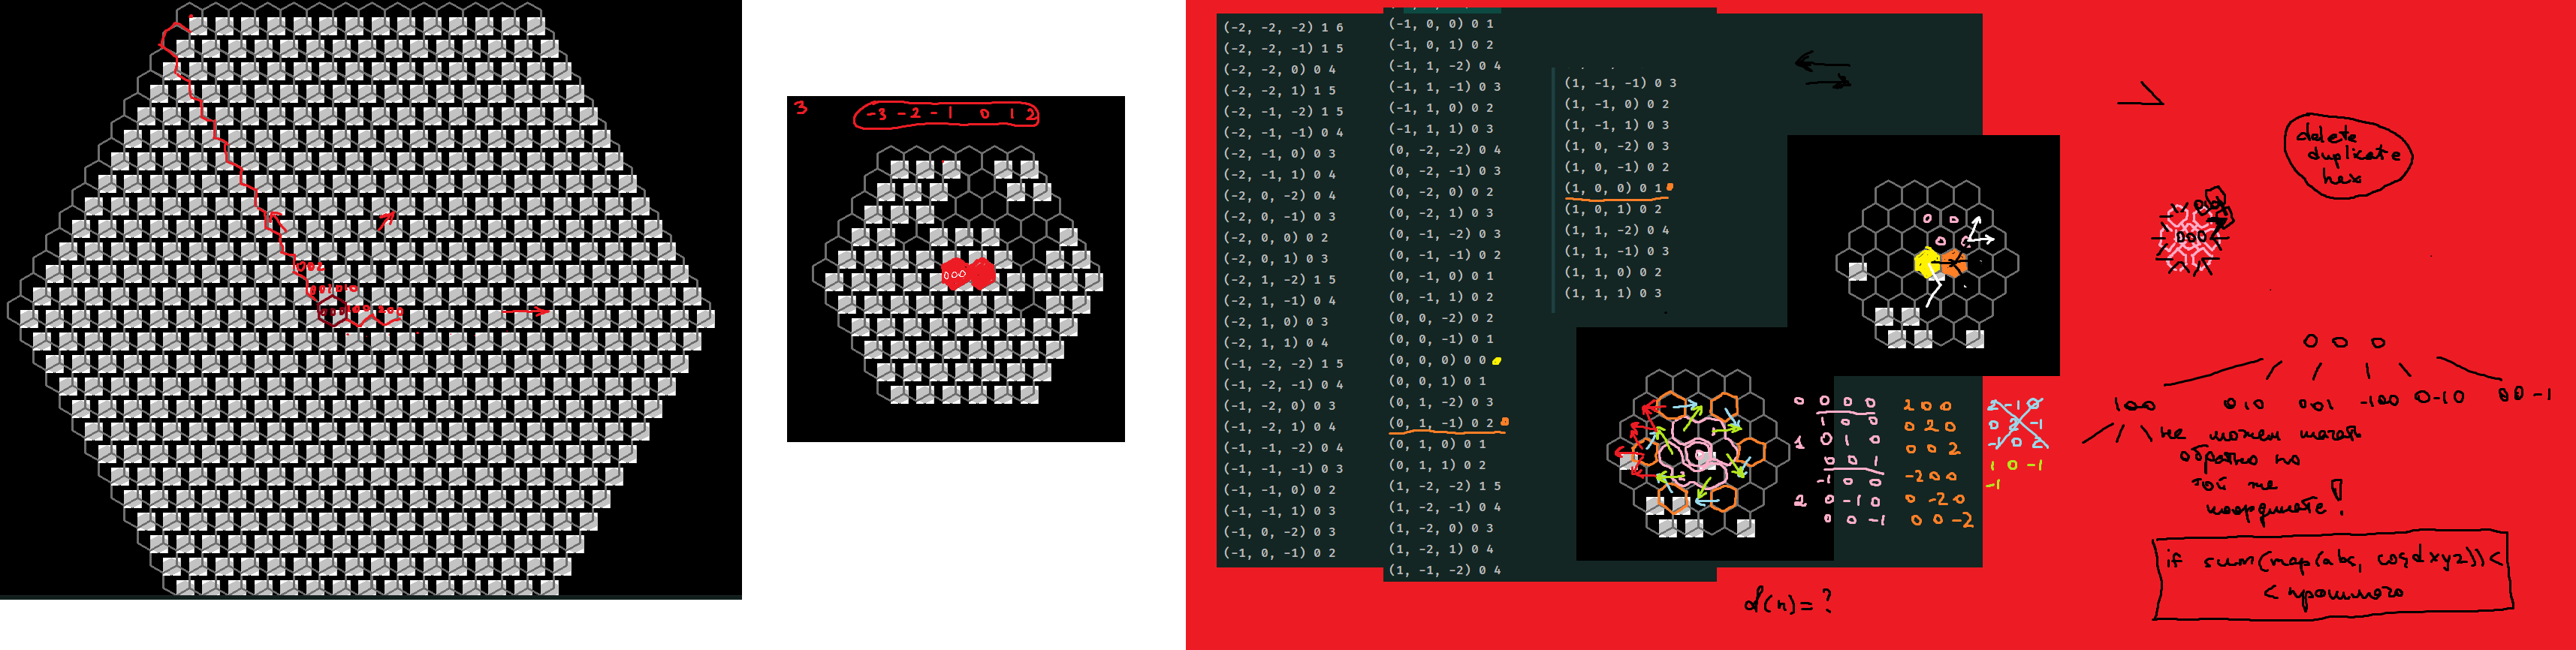 001
001 010
000 100 200
3
-3 -2 -1 0 1 2
000
(-2, -2, -2) 1 6
(-2, -2, -1) 1 5
(-2, -2, 0) 0 4
(-2, -2, 1) 1 5
(-2, -1, -2) 1 5
(-2, -1, -1) 0 4
(-2, -1, 0) 0 3
(-2, -1, 1) 0 4
(-2, 0, -2) 0 4
(-2, 0, -1) 0 3
(-2, 0, 0) 0 2
(-2, 0, 1) 0 3
(-2, 1, -2) 1 5
(-2, 1, -1) 0 4
(-2, 1, 0) 0 3
(-2, 1, 1) 0 4
(-1, -2, -2) 1 5
(-1, -2, -1) 0 4
(-1, -2, 0) 0 3
(-1, -2, 1) 0 4
(-1, -1, -2) 0 4
(-1, -1, -1) 0 3
(-1, -1, 0) 0 2
(-1, -1, 1) 0 3
(-1, 0, -2) 0 3
(-1, 0, -1) 0 2
(-1, 0, 0) 0 1
(-1, 0, 1) 0 2
(-1, 1, -2) 0 4
(-1, 1, -1) 0 3
(-1, 1, 0) 0 2
(-1, 1, 1) 0 3
(0, -2, -2) 0 4
(0, -2, -1) 0 3
(0, -2, 0) 0 2
(0, -2, 1) 0 3
(0, -1, -2) 0 3
(0, -1, -1) 0 2
(0, -1, 0) 0 1
(0, -1, 1) 0 2
(0, 0, -2) 0 2
(0, 0, -1) 0 1
(0, 0, 0) 0 0
(0, 0, 1) 0 1
(0, 1, -2) 0 3
(0, 1, -1) 0 2
(0, 1, 0) 0 1
(0, 1, 1) 0 2
(1, -2, -2) 1 5
(1, -2, -1) 0 4
(1, -2, 0) 0 3
(1, -2, 1) 0 4
(1, -1, -2) 0 4
(1, -1, -1) 0 3
(1, -1, 0) 0 2
(1, -1, 1) 0 3
(1, 0, -2) 0 3
(1, 0, -1) 0 2
(1, 0, 0) 0 1
(1, 0, 1) 0 2
(1, 1, -2) 0 4
(1, 1, -1) 0 3
(1, 1, 0) 0 2
(1, 1, 1) 0 3
0 0 0 0
1 0 0
1 0 1 0
0 0 1
-1 0 0
2 0 -1 0
0 0 -1
2 0 0
0 2 0
0 0 2
-2 0 0
0 -2 0
0 0 -2
2 -1 0
0 2 -1
-1 0 2
1 0 -1
-1
d(n)=?
delete
duplicate
hex
000
0 0 0
100 010 001 -100 0-10 00-1
не можем шагать
обратно по
той же
координате!
if sum(map(abs, coord xyz)) <
< прошлого